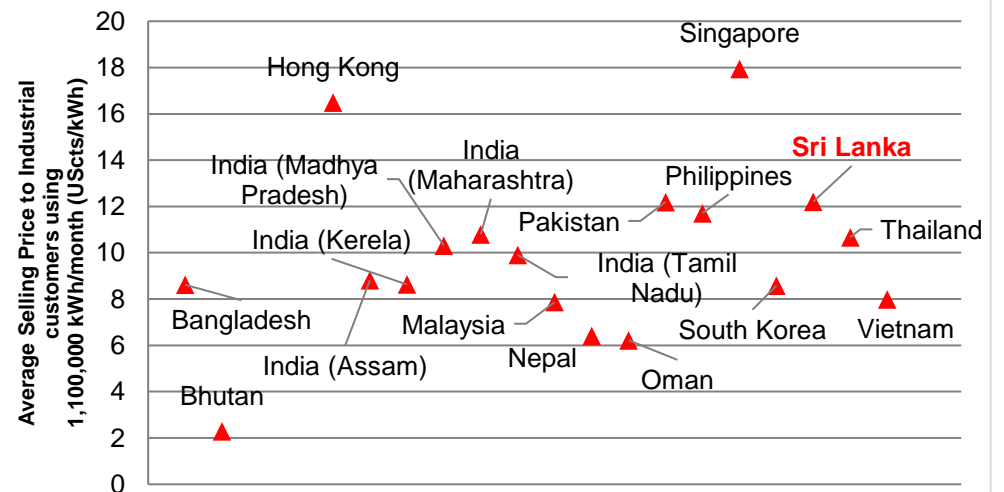 Average Selling Price to Industrial
customers using
1,100,000 kWh/month (UScts/kWh)
20
18
16
14
12
10
8
6
4
2
0
Singapore
Hong Kong
Sri Lanka
India
(Maharashtra)
India (Madhya
Pradesh)
Philippines
Pakistan
India (Kerela)
Thailand
India (Tamil
Nadu)
Bangladesh
Malaysia
South Korea
Vietnam
India (Assam)
Nepal
Oman
Bhutan